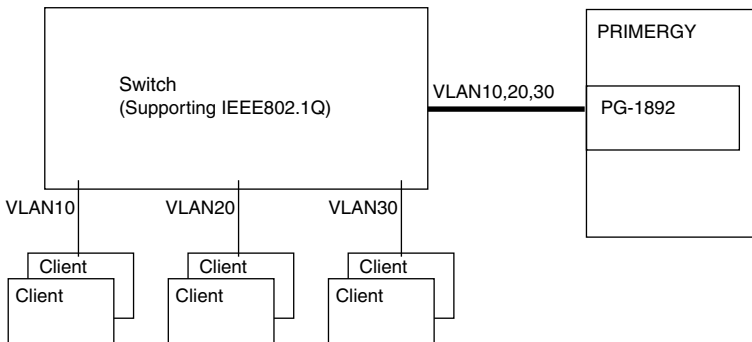 PRIMERGY
Switch
(Supporting IEEE802.1Q)
VLAN10,20,30
PG-1892
VLAN10
VLAN20
VLAN30
Client
Client
Client
Client
Client
Client